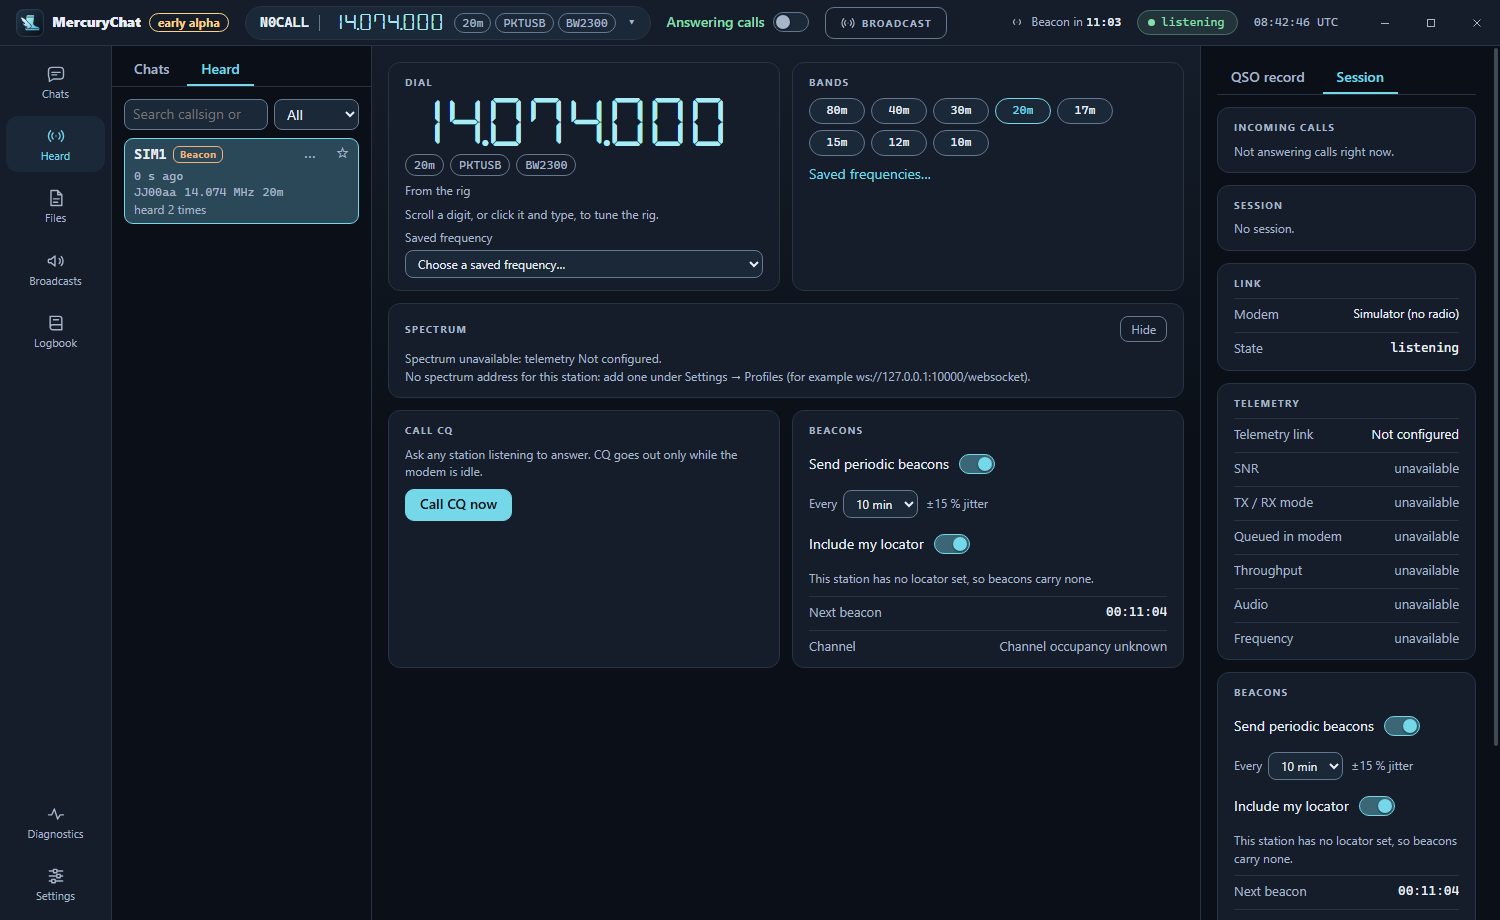 MercuryChat early alpha
N0CALL 14.074.000 20m PKTUSB BW2300
Answering calls
BROADCAST
Beacon in 11:03
listening
08:42:46 UTC
Chats
Heard
Files
Broadcasts
Logbook
Diagnostics
Settings
Chats Heard
Search callsign or
All
SIM1 Beacon ...
0 s ago
JJ00aa 14.074 MHz 20m
heard 2 times
DIAL
14.074.000
20m PKTUSB BW2300
From the rig
Scroll a digit, or click it and type, to tune the rig.
Saved frequency
Choose a saved frequency...
BANDS
80m 40m 30m 20m 17m
15m 12m 10m
Saved frequencies...
SPECTRUM
Hide
Spectrum unavailable: telemetry Not configured.
No spectrum address for this station: add one under Settings → Profiles (for example ws://127.0.0.1:10000/websocket).
CALL CQ
Ask any station listening to answer. CQ goes out only while the
modem is idle.
Call CQ now
BEACONS
Send periodic beacons
Every 10 min ±15 % jitter
Include my locator
This station has no locator set, so beacons carry none.
Next beacon 00:11:04
Channel Channel occupancy unknown
QSO record Session
INCOMING CALLS
Not answering calls right now.
SESSION
No session.
LINK
Modem Simulator (no radio)
State listening
TELEMETRY
Telemetry link Not configured
SNR unavailable
TX / RX mode unavailable
Queued in modem unavailable
Throughput unavailable
Audio unavailable
Frequency unavailable
BEACONS
Send periodic beacons
Every 10 min ±15 % jitter
Include my locator
This station has no locator set, so beacons
carry none.
Next beacon 00:11:04